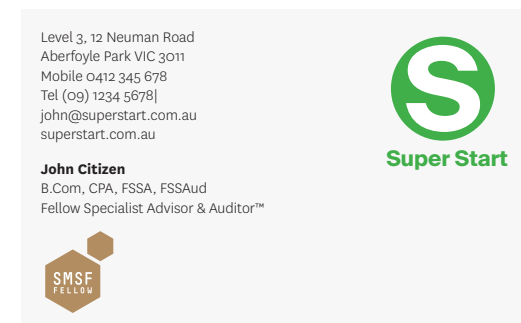 Level 3, 12 Neuman Road
Aberfoyle Park VIC 3011
Mobile 0412 345 678
Tel (09) 1234 5678|
john@superstart.com.au
superstart.com.au
John Citizen
B.Com, CPA, FSSA, FSSAud
Fellow Specialist Advisor & Auditor™
SMSF
FELLOW
S
Super Start